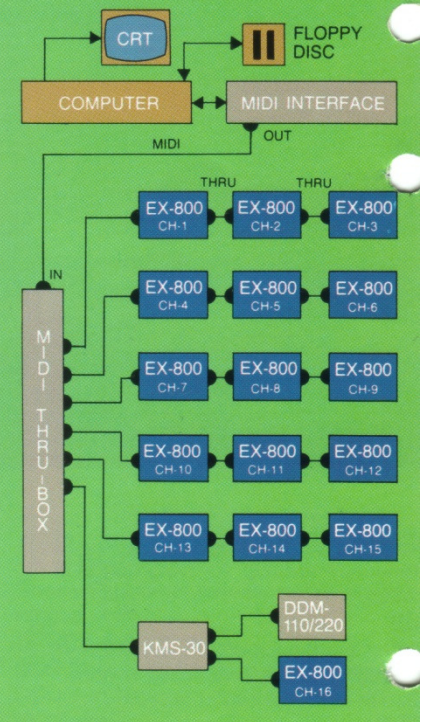 CRT
FLOPPY
DISC
COMPUTER
MIDI INTERFACE
MIDI
OUT
THRU
THRU
EX-800
CH-1
EX-800
CH-2
EX-800
CH-3
IN
EX-800
CH-4
EX-800
CH-5
EX-800
CH-6
MIDI THRU-BOX
EX-800
CH-7
EX-800
CH-8
EX-800
CH-9
EX-800
CH-10
EX-800
CH-11
EX-800
CH-12
EX-800
CH-13
EX-800
CH-14
EX-800
CH-15
DDM-
110/220
KMS-30
EX-800
CH-16